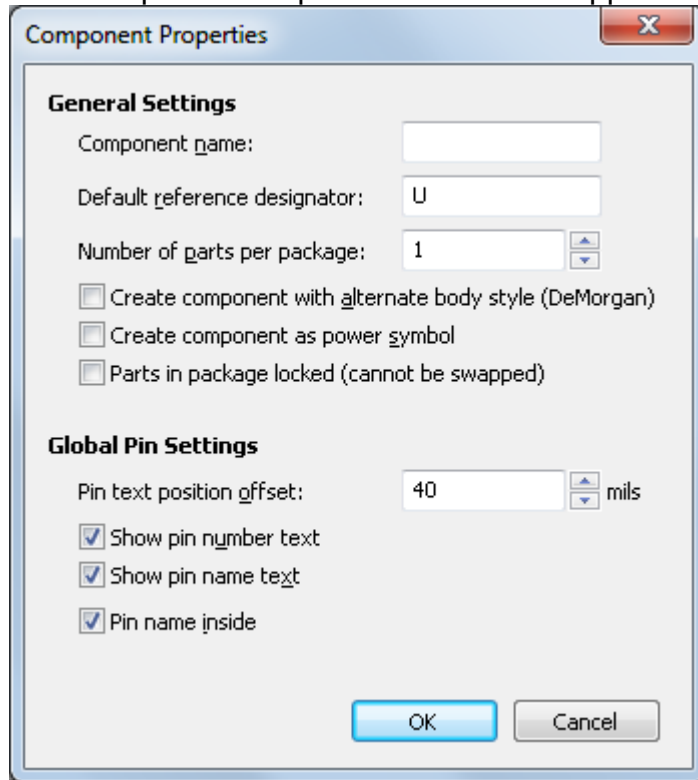 Component Properties
General Settings
Component name:
Default reference designator: U
Number of parts per package: 1
Create component with alternate body style (DeMorgan)
Create component as power symbol
Parts in package locked (cannot be swapped)
Global Pin Settings
Pin text position offset: 40 mils
Show pin number text
Show pin name text
Pin name inside
OK Cancel